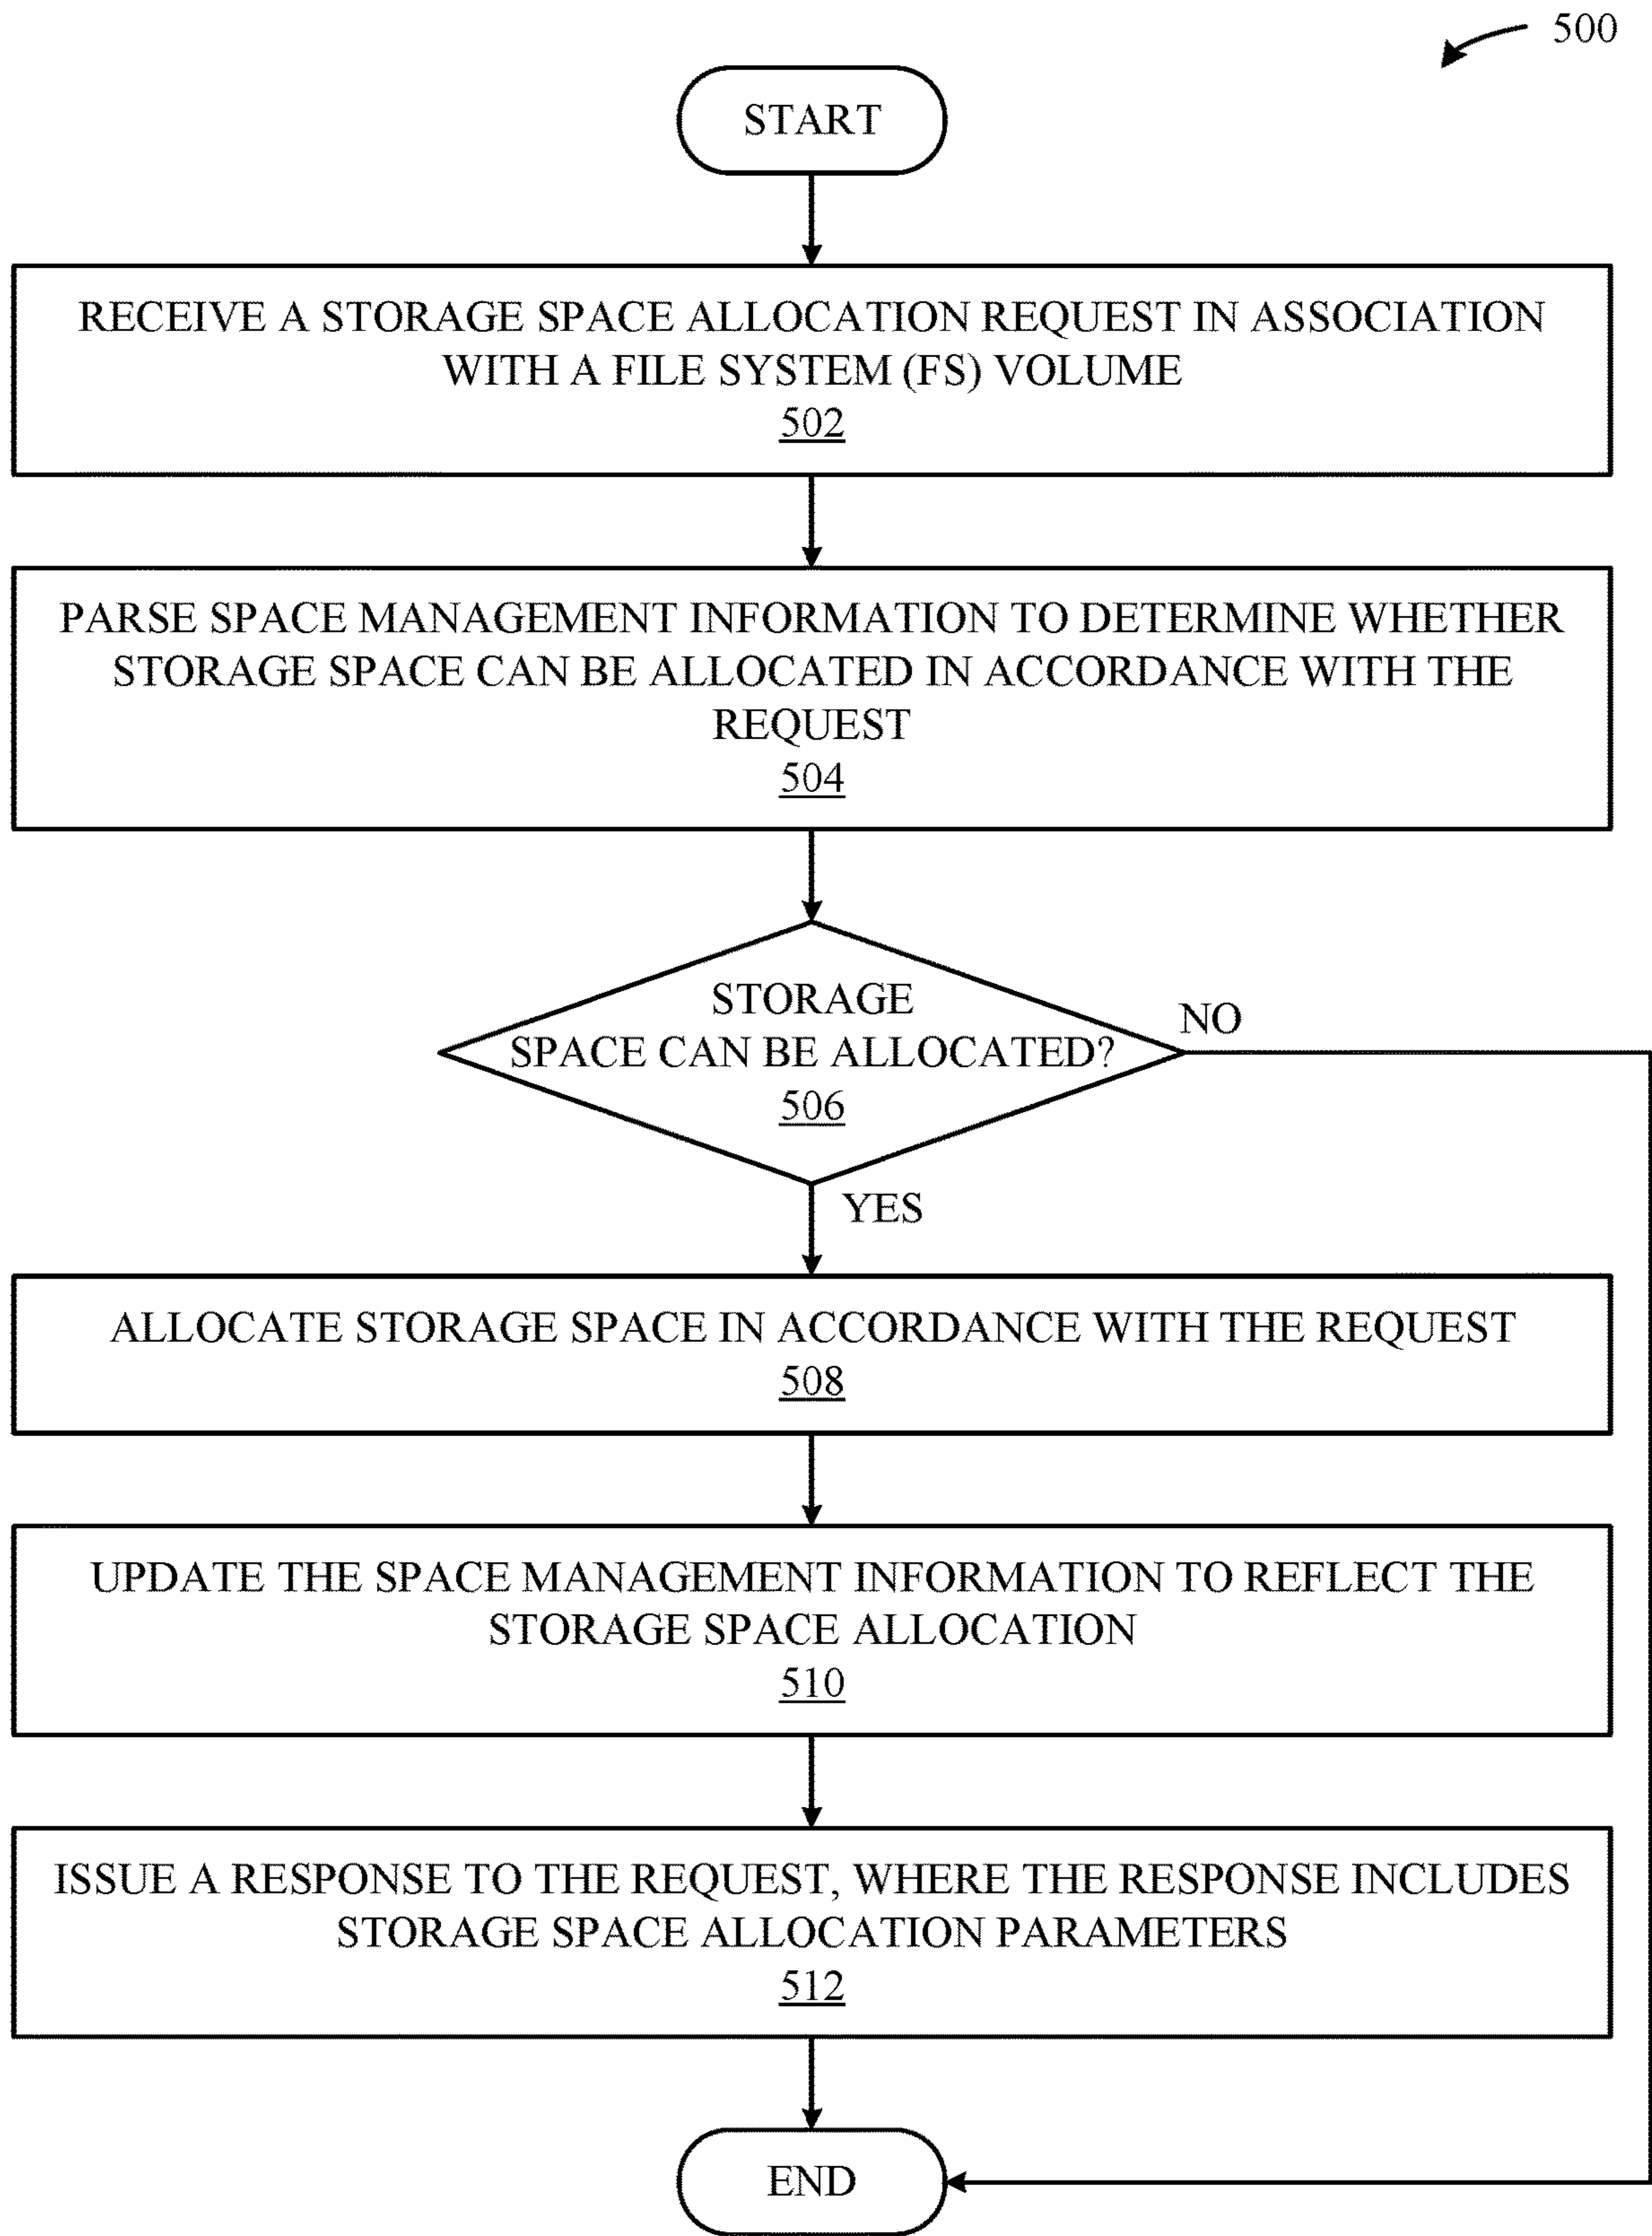 500
START
RECEIVE A STORAGE SPACE ALLOCATION REQUEST IN ASSOCIATION
WITH A FILE SYSTEM (FS) VOLUME
502
PARSE SPACE MANAGEMENT INFORMATION TO DETERMINE WHETHER
STORAGE SPACE CAN BE ALLOCATED IN ACCORDANCE WITH THE
REQUEST
504
STORAGE
SPACE CAN BE ALLOCATED?
506
NO
YES
ALLOCATE STORAGE SPACE IN ACCORDANCE WITH THE REQUEST
508
UPDATE THE SPACE MANAGEMENT INFORMATION TO REFLECT THE
STORAGE SPACE ALLOCATION
510
ISSUE A RESPONSE TO THE REQUEST, WHERE THE RESPONSE INCLUDES
STORAGE SPACE ALLOCATION PARAMETERS
512
END